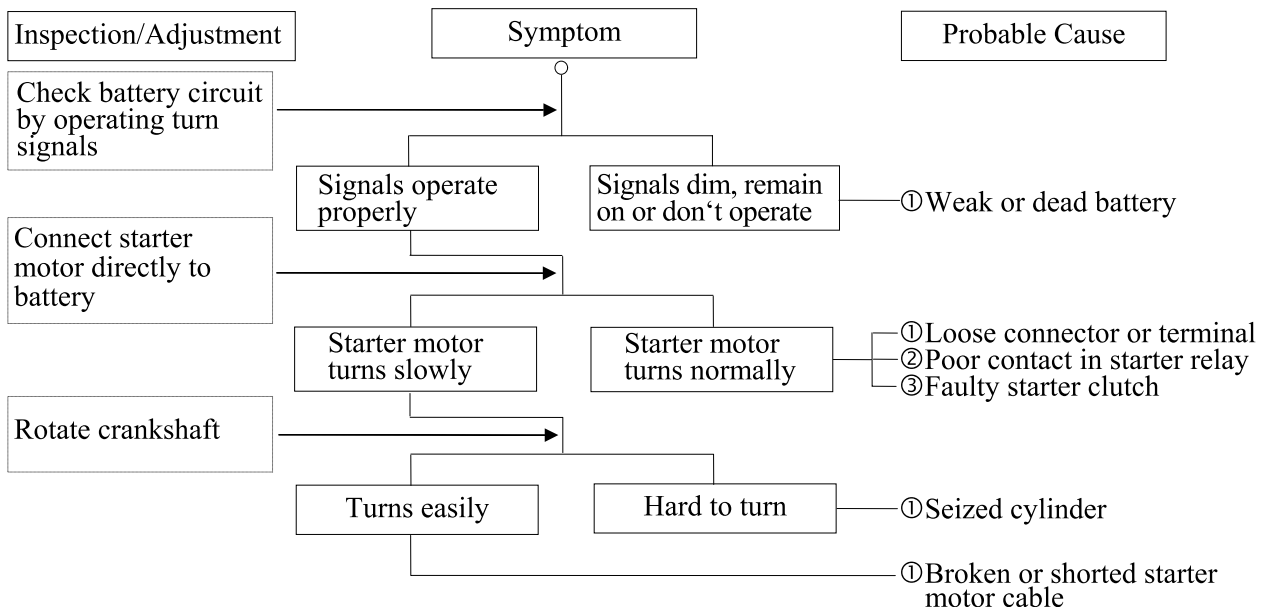 Inspection/Adjustment
Symptom
Probable Cause
Check battery circuit
by operating turn
signals
Signals operate
properly
Signals dim, remain
on or don‘t operate
①Weak or dead battery
Connect starter
motor directly to
battery
Starter motor
turns slowly
Starter motor
turns normally
①Loose connector or terminal
②Poor contact in starter relay
③Faulty starter clutch
Rotate crankshaft
Turns easily
Hard to turn
①Seized cylinder
①Broken or shorted starter
motor cable